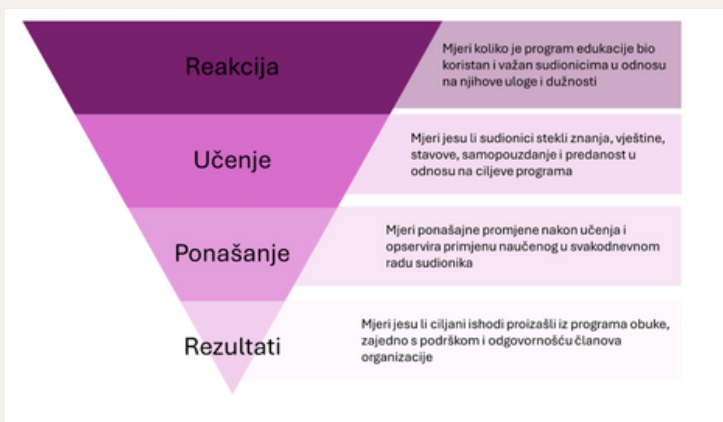 Reakcija
Mjeri koliko je program edukacije bio
koristan i važan sudionicima u odnosu
na njihove uloge i dužnosti
Učenje
Mjeri jesu li sudionici stekli znanja, vještine,
stavove, samopouzdanje i predanost u
odnosu na ciljeve programa
Ponašanje
Mjeri ponašajne promjene nakon učenja i
opservira primjenu naučenog u svakodnevnom
radu sudionika
Rezultati
Mjeri jesu li ciljani ishodi proizašli iz programa obuke,
zajedno s podrškom i odgovornošću članova
organizacije